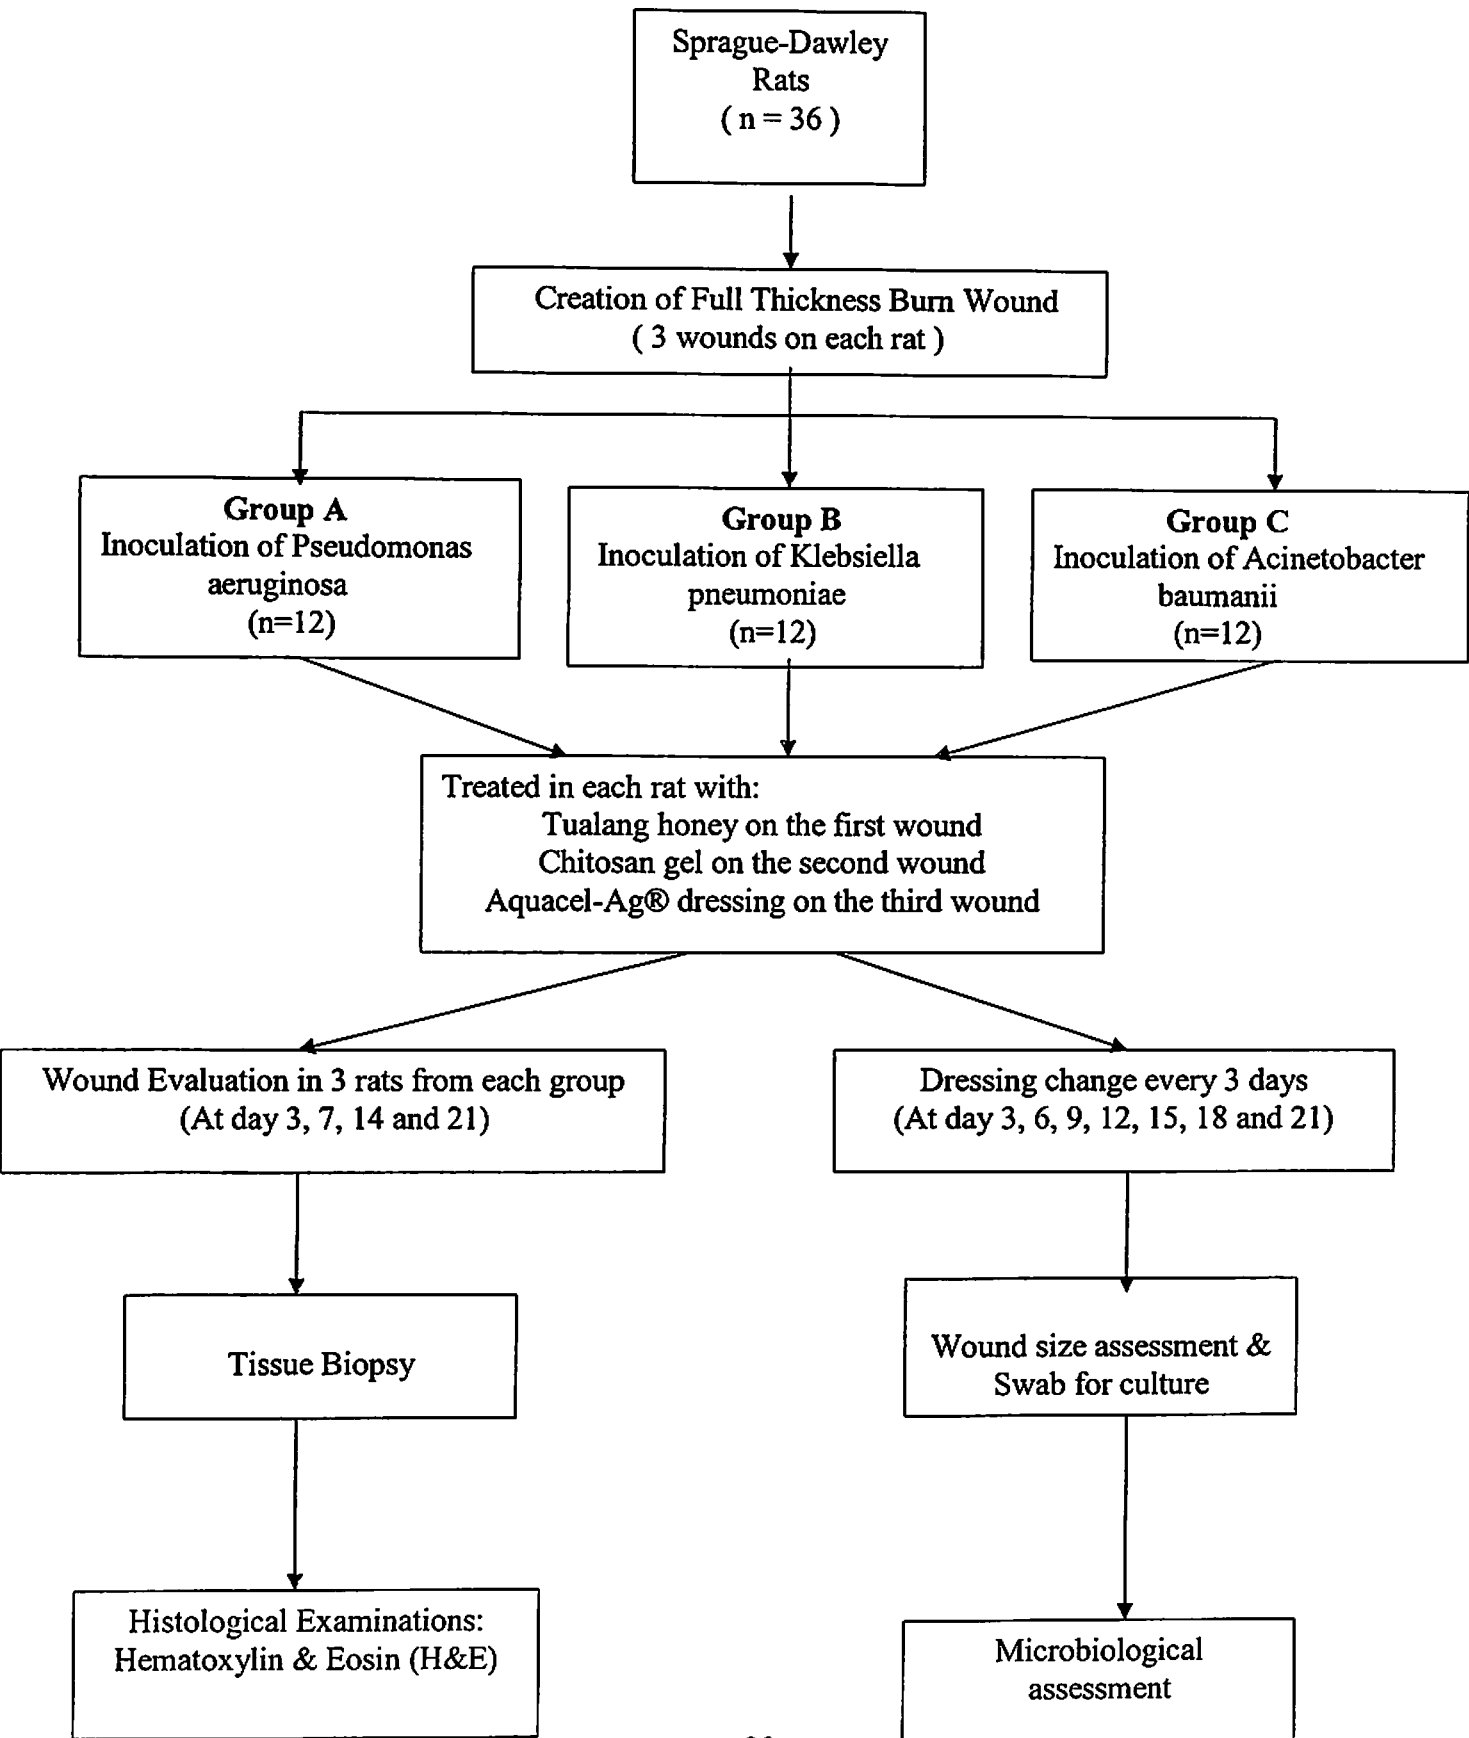 Sprague-Dawley
Rats
( n = 36 )
Creation of Full Thickness Burn Wound
( 3 wounds on each rat )
Group A
Inoculation of Pseudomonas
aeruginosa
(n=12)
Group B
Inoculation of Klebsiella
pneumoniae
(n=12)
Group C
Inoculation of Acinetobacter
baumanii
(n=12)
Treated in each rat with:
Tualang honey on the first wound
Chitosan gel on the second wound
Aquacel-Ag® dressing on the third wound
Wound Evaluation in 3 rats from each group
(At day 3, 7, 14 and 21)
Dressing change every 3 days
(At day 3, 6, 9, 12, 15, 18 and 21)
Tissue Biopsy
Wound size assessment &
Swab for culture
Histological Examinations:
Hematoxylin & Eosin (H&E)
Microbiological
assessment